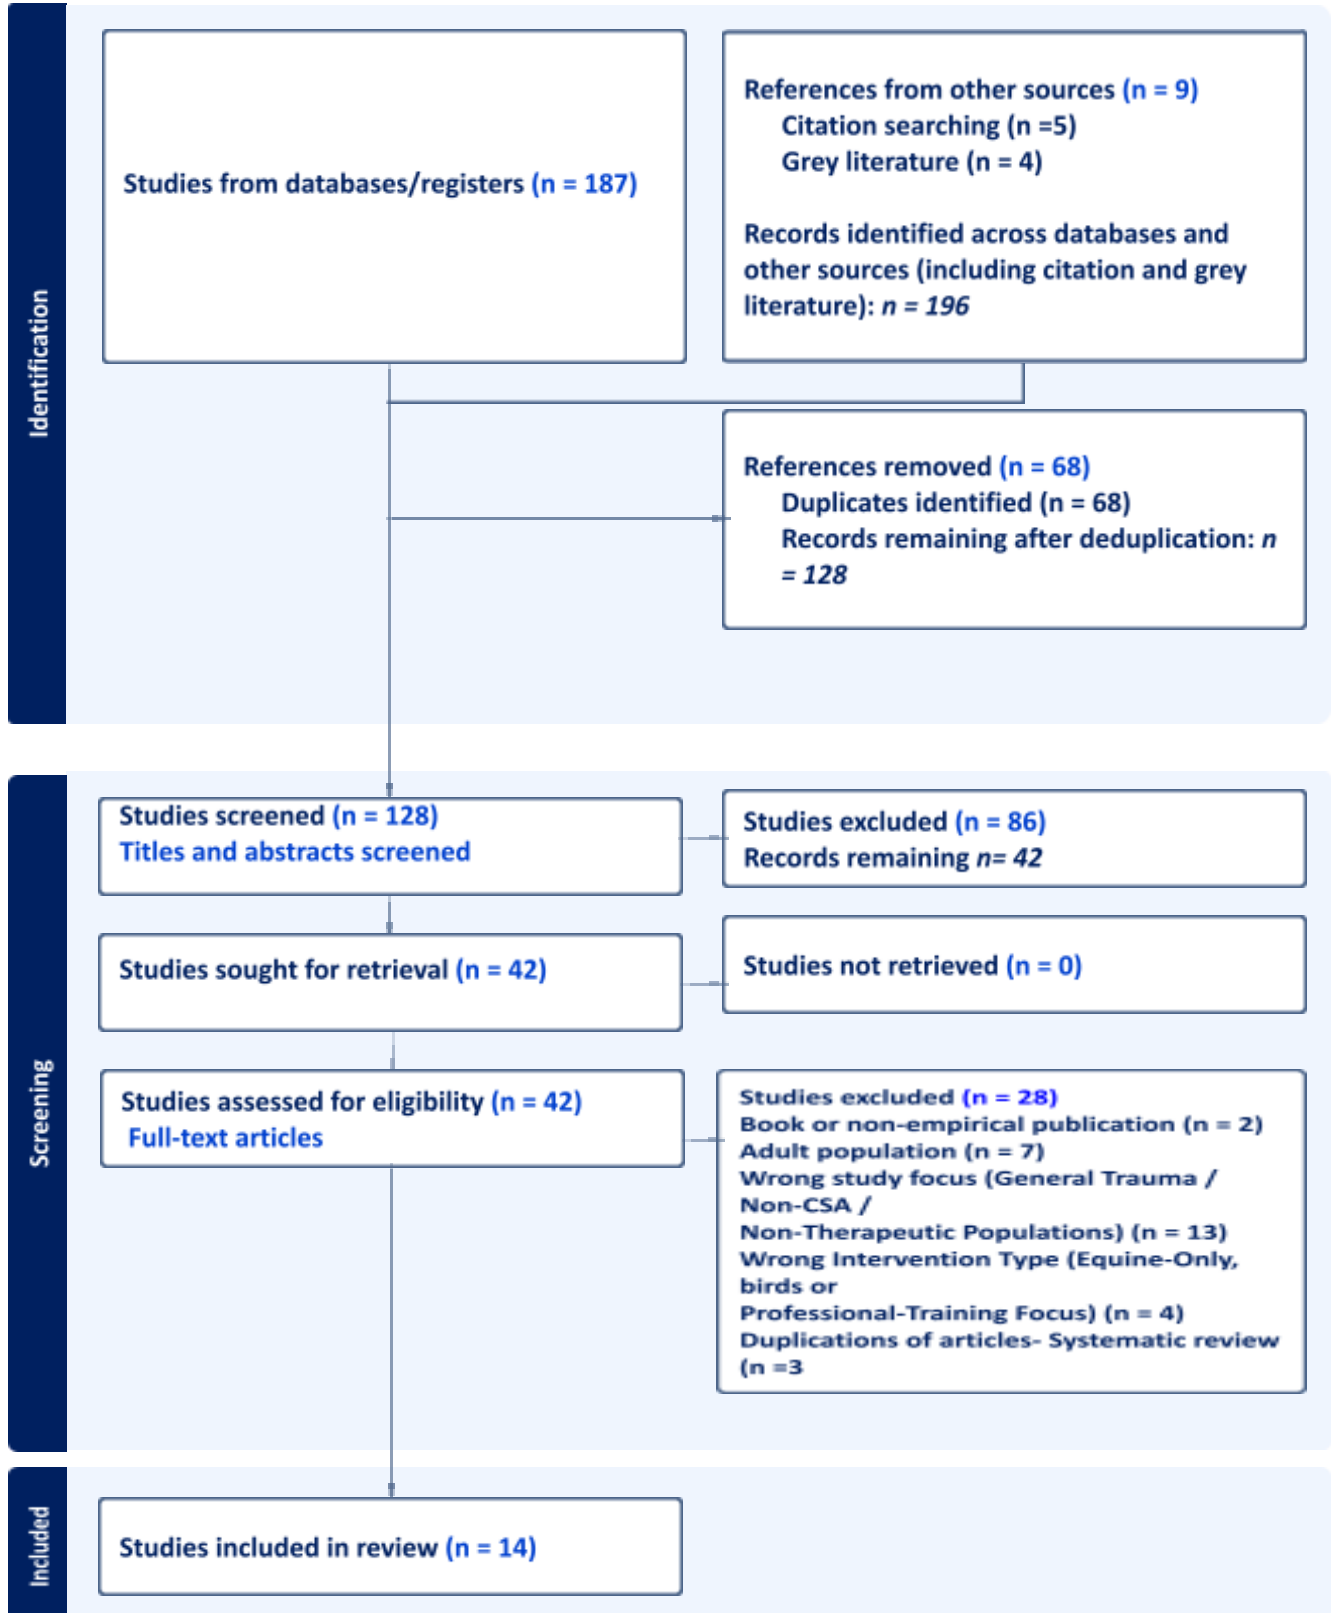 Identification
Studies from databases/registers (n = 187)
References from other sources (n = 9)
Citation searching (n =5)
Grey literature (n = 4)
Records identified across databases and
other sources (including citation and grey
literature): n = 196
References removed (n = 68)
Duplicates identified (n = 68)
Records remaining after deduplication: n
= 128
Screening
Studies screened (n = 128)
Titles and abstracts screened
Studies excluded (n = 86)
Records remaining n= 42
Studies sought for retrieval (n = 42)
Studies not retrieved (n = 0)
Studies assessed for eligibility (n = 42)
Full-text articles
Studies excluded (n = 28)
Book or non-empirical publication (n = 2)
Adult population (n = 7)
Wrong study focus (General Trauma /
Non-CSA /
Non-Therapeutic Populations) (n = 13)
Wrong Intervention Type (Equine-Only,
birds or
Professional-Training Focus) (n = 4)
Duplications of articles- Systematic review
(n =3
Included
Studies included in review (n = 14)